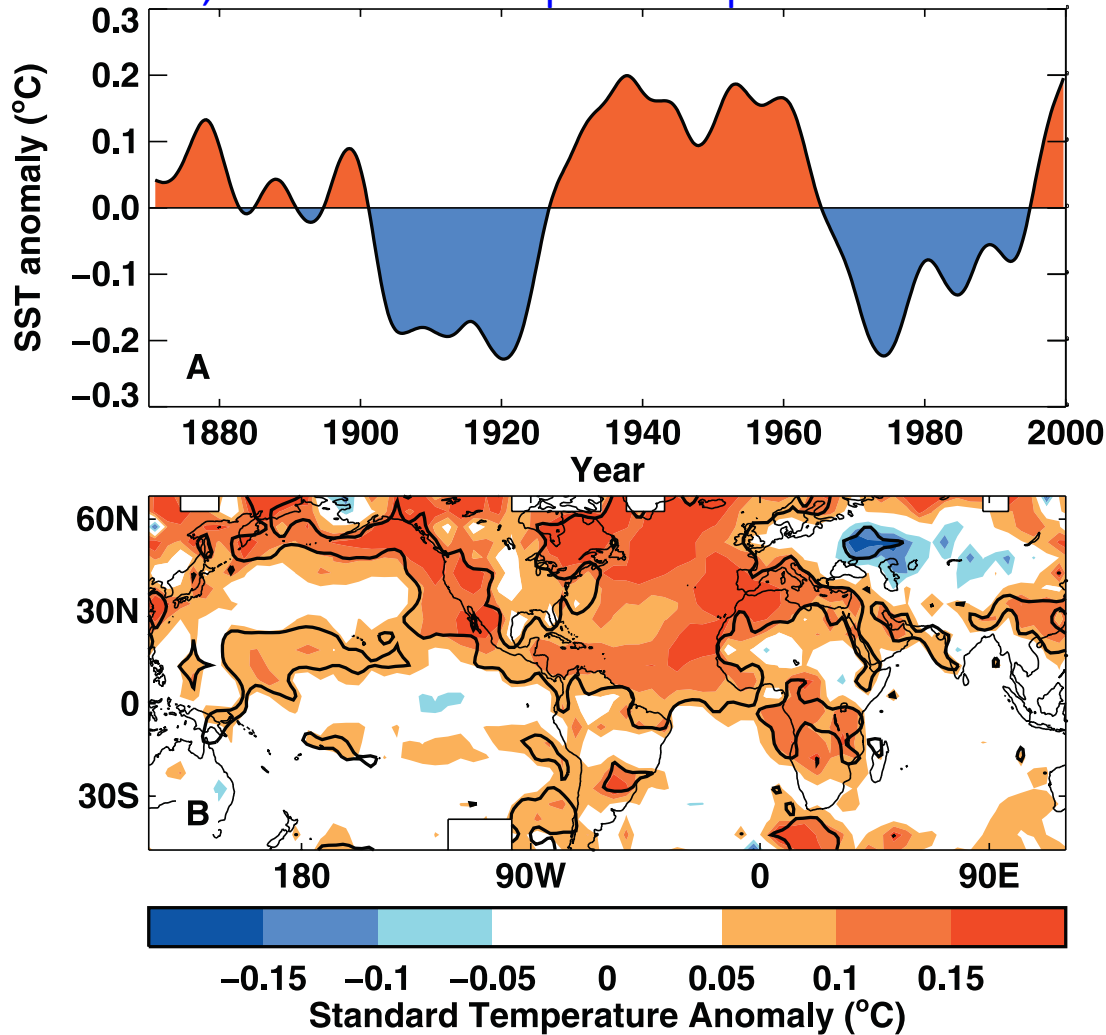 0.3
0.2
0.1
0.0
−0.1
−0.2
−0.3
SST anomaly (°C)
A
1880 1900 1920 1940 1960 1980 2000
Year
60N
30N
0
30S
B
180 90W 0 90E
−0.15 −0.1 −0.05 0 0.05 0.1 0.15
Standard Temperature Anomaly (°C)